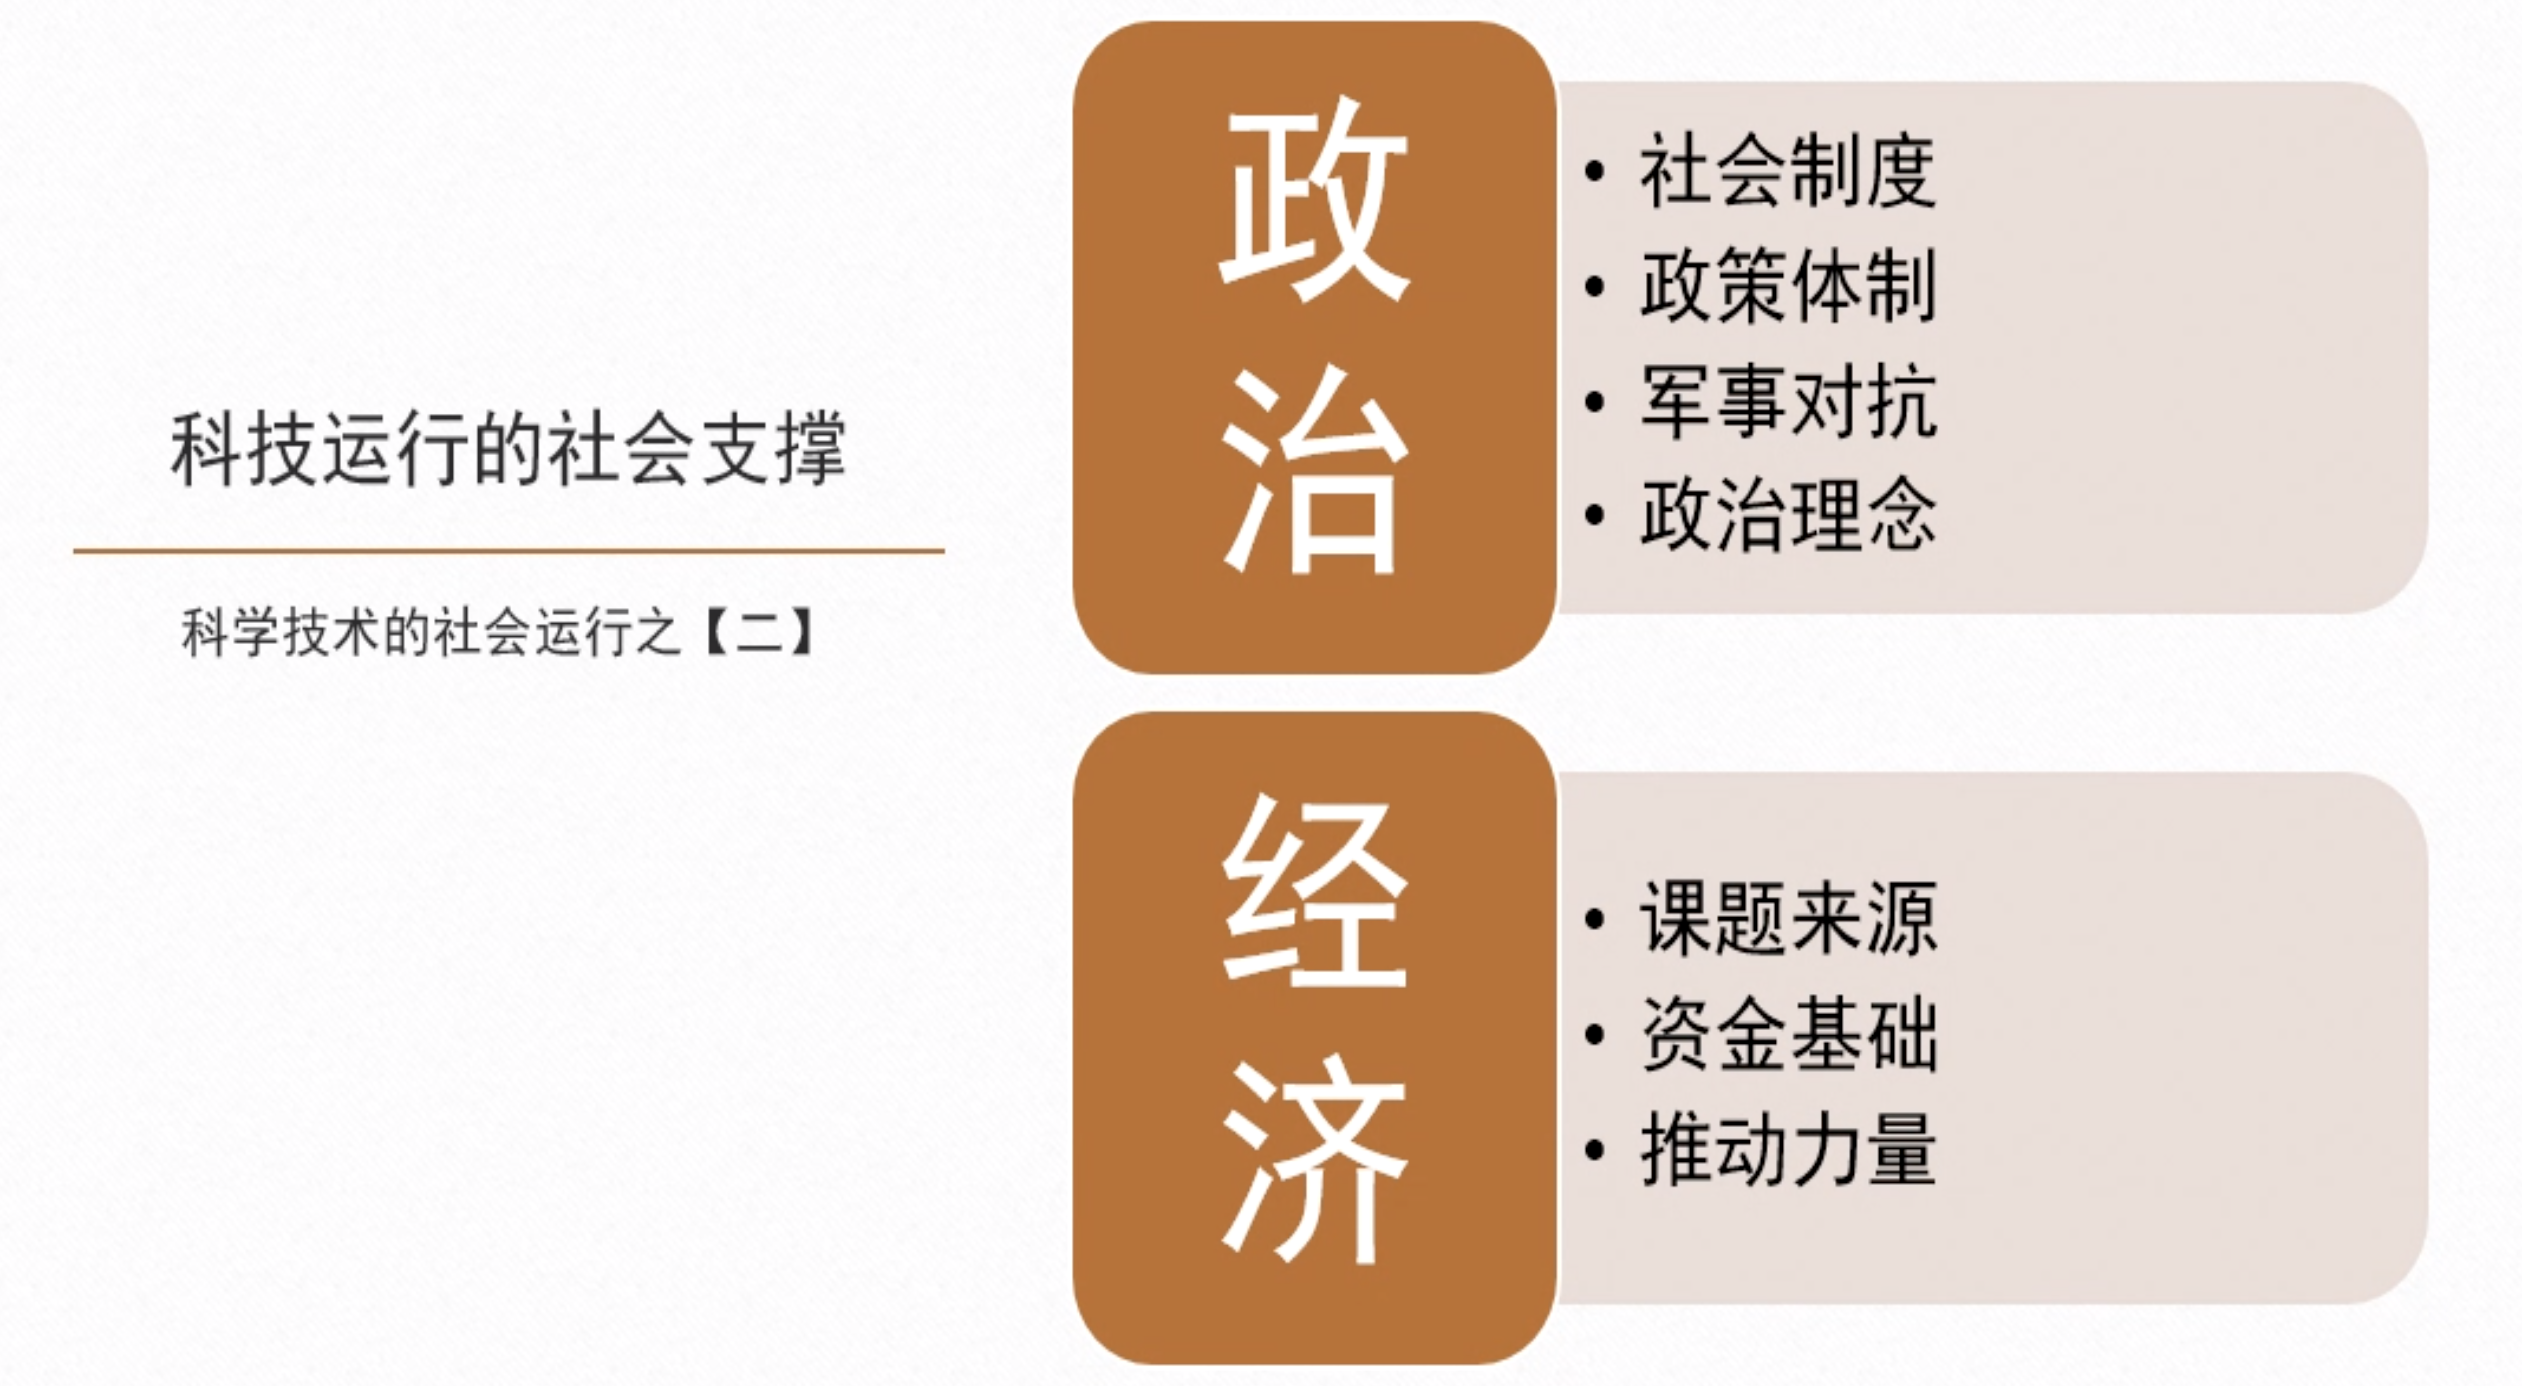 科技运行的社会支撑
科学技术的社会运行之【二】
政
治
• 社会制度
• 政策体制
• 军事对抗
• 政治理念
经
济
• 课题来源
• 资金基础
• 推动力量